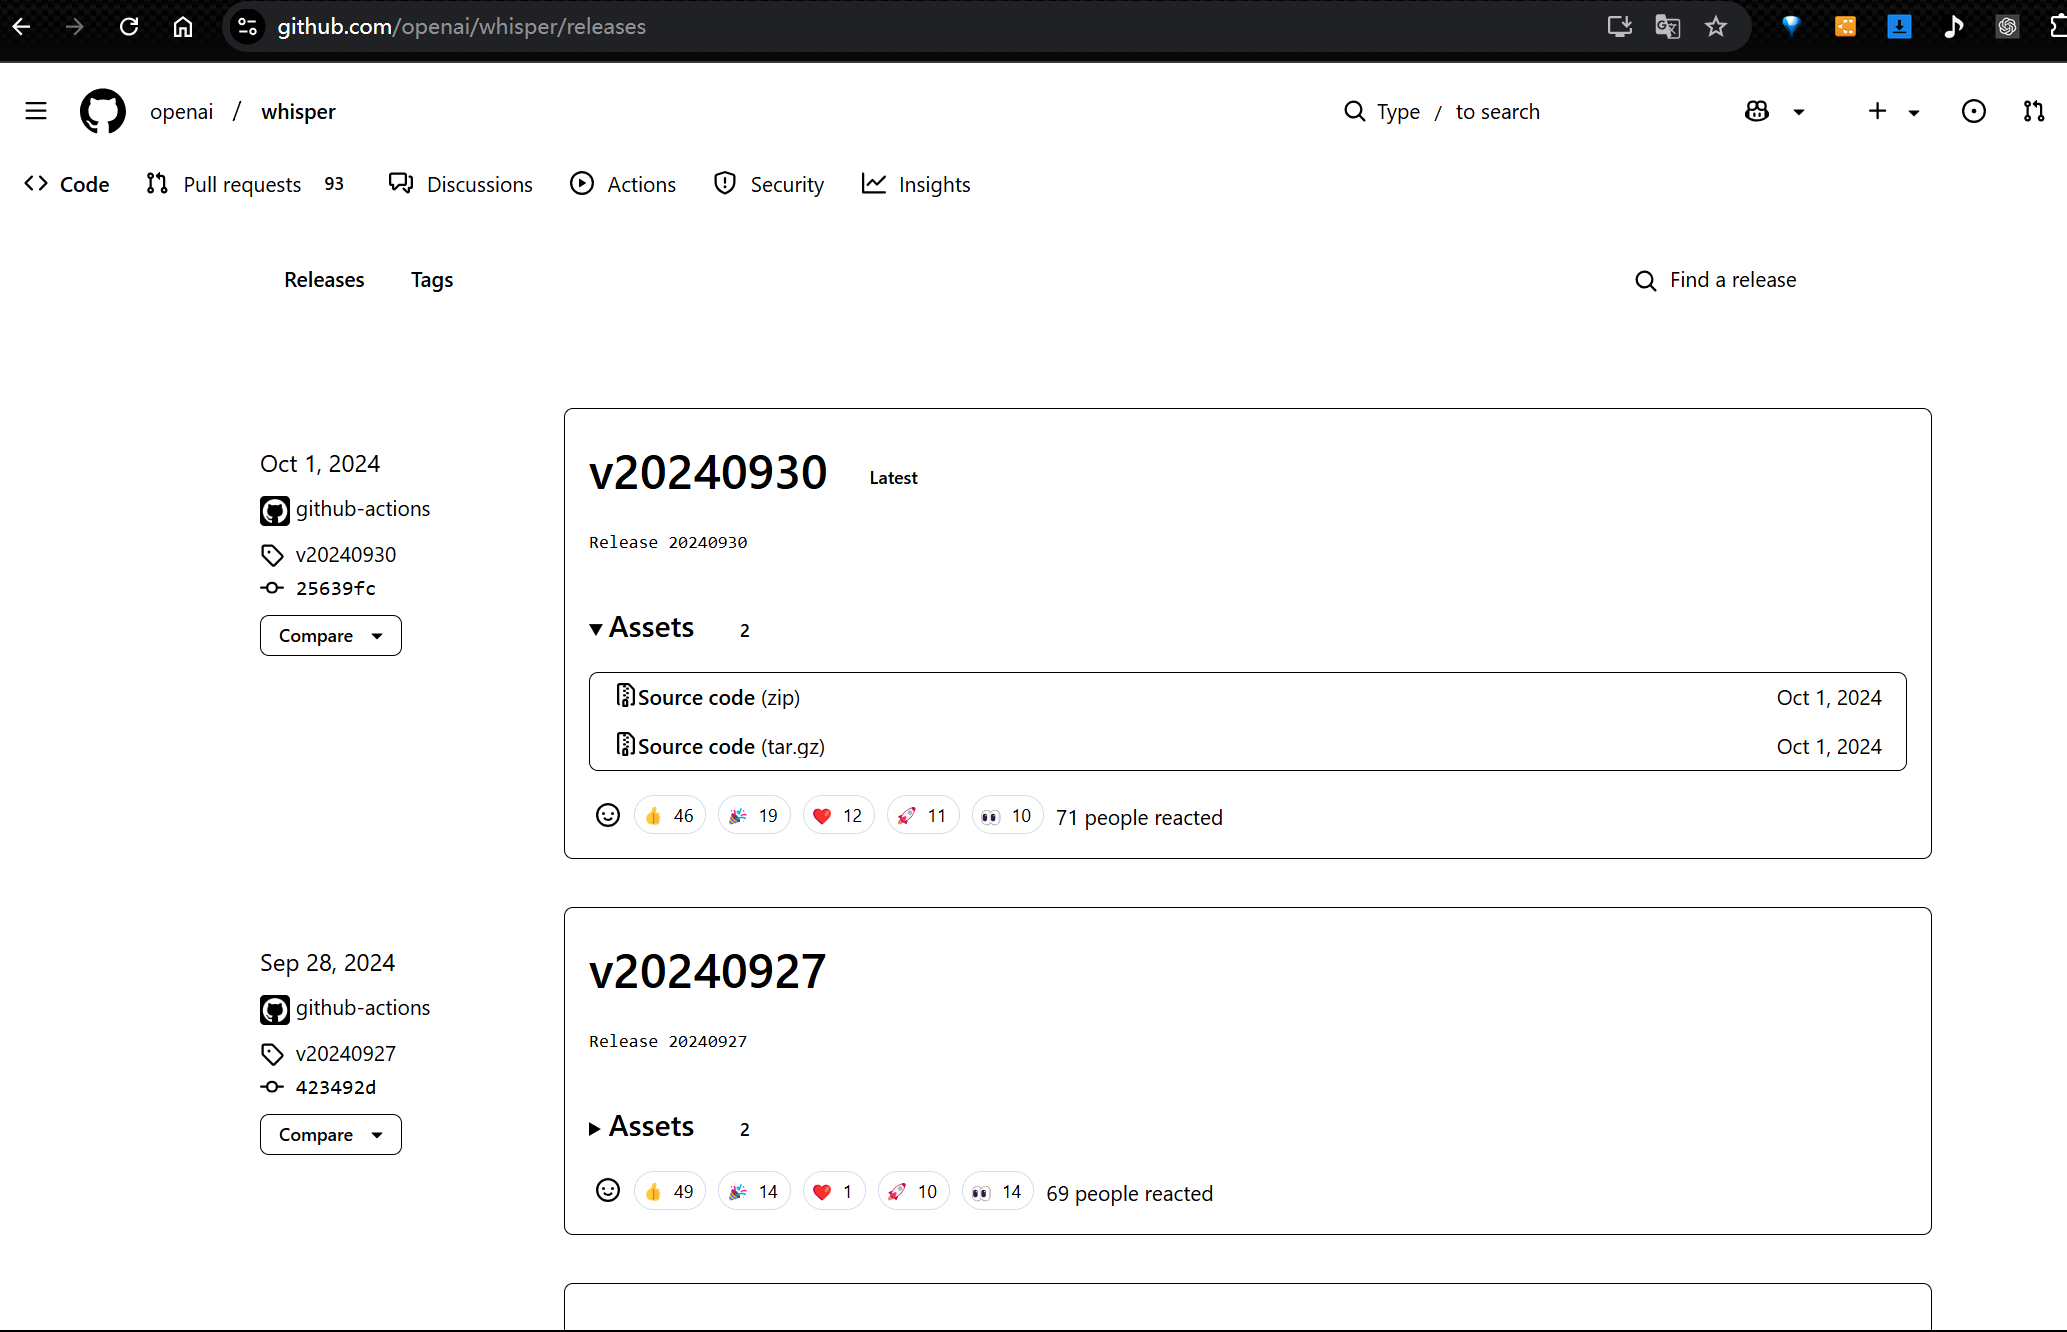 github.com/openai/whisper/releases
openai / whisper
Type / to search
Code Pull requests 93 Discussions Actions Security Insights
Releases Tags
Find a release
Oct 1, 2024
github-actions
v20240930
25639fc
Compare
v20240930 Latest
Release 20240930
Assets 2
Source code (zip) Oct 1, 2024
Source code (tar.gz) Oct 1, 2024
46 19 12 11 10 71 people reacted
Sep 28, 2024
github-actions
v20240927
423492d
Compare
v20240927
Release 20240927
Assets 2
49 14 1 10 14 69 people reacted